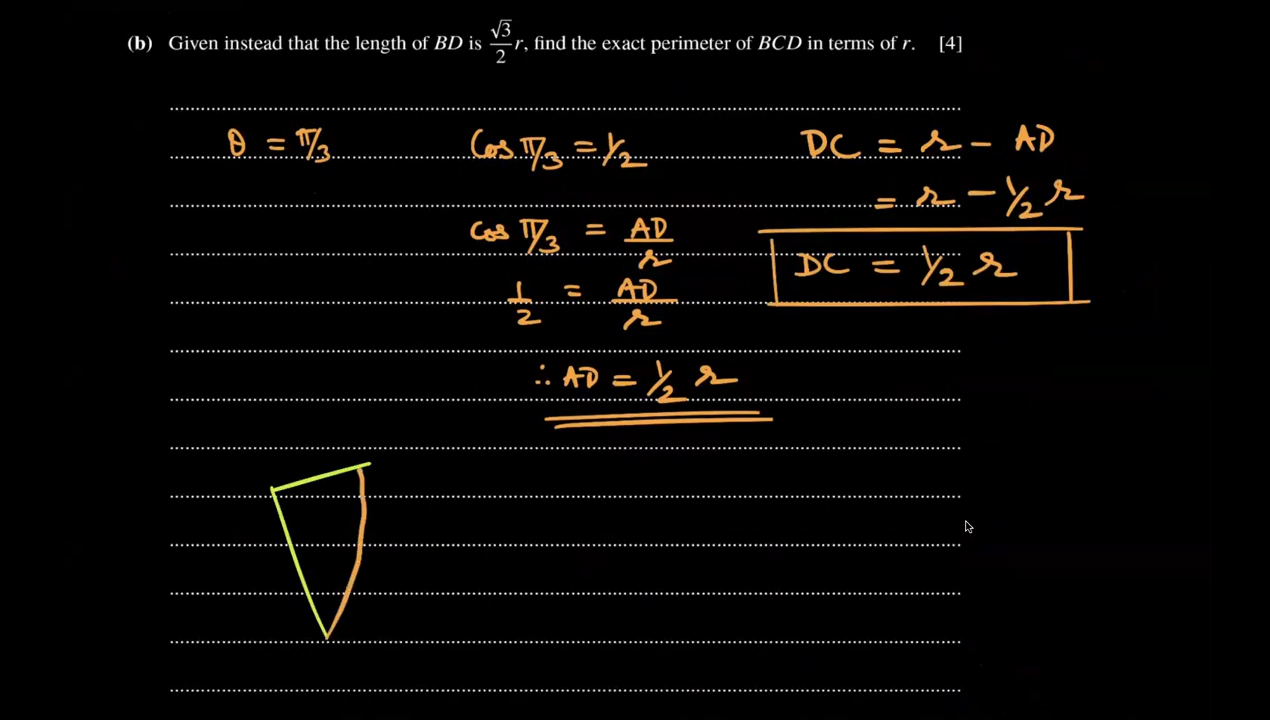 (b) Given instead that the length of BD is √3/2 r, find the exact perimeter of BCD in terms of r. [4]
θ = π/3
Cos π/3 = 1/2
cos π/3 = AD/r
1/2 = AD/r
∴ AD = 1/2 r
DC = r - AD
= r - 1/2 r
DC = 1/2 r